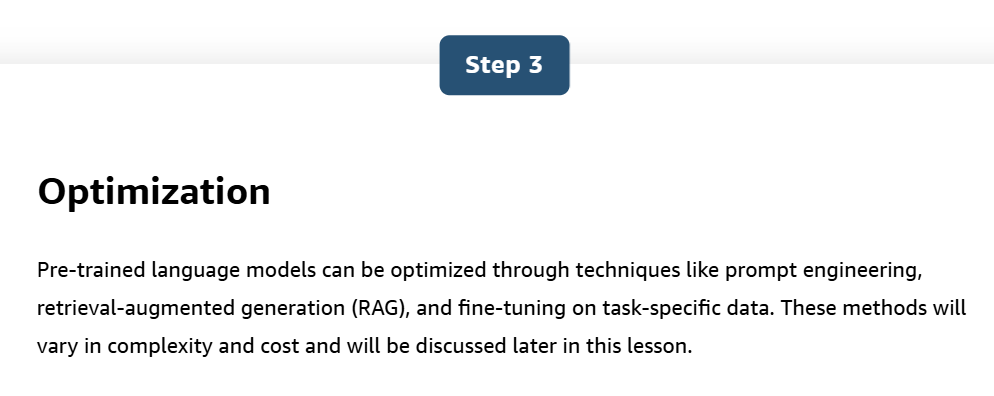 Step 3
Optimization
Pre-trained language models can be optimized through techniques like prompt engineering,
retrieval-augmented generation (RAG), and fine-tuning on task-specific data. These methods will
vary in complexity and cost and will be discussed later in this lesson.